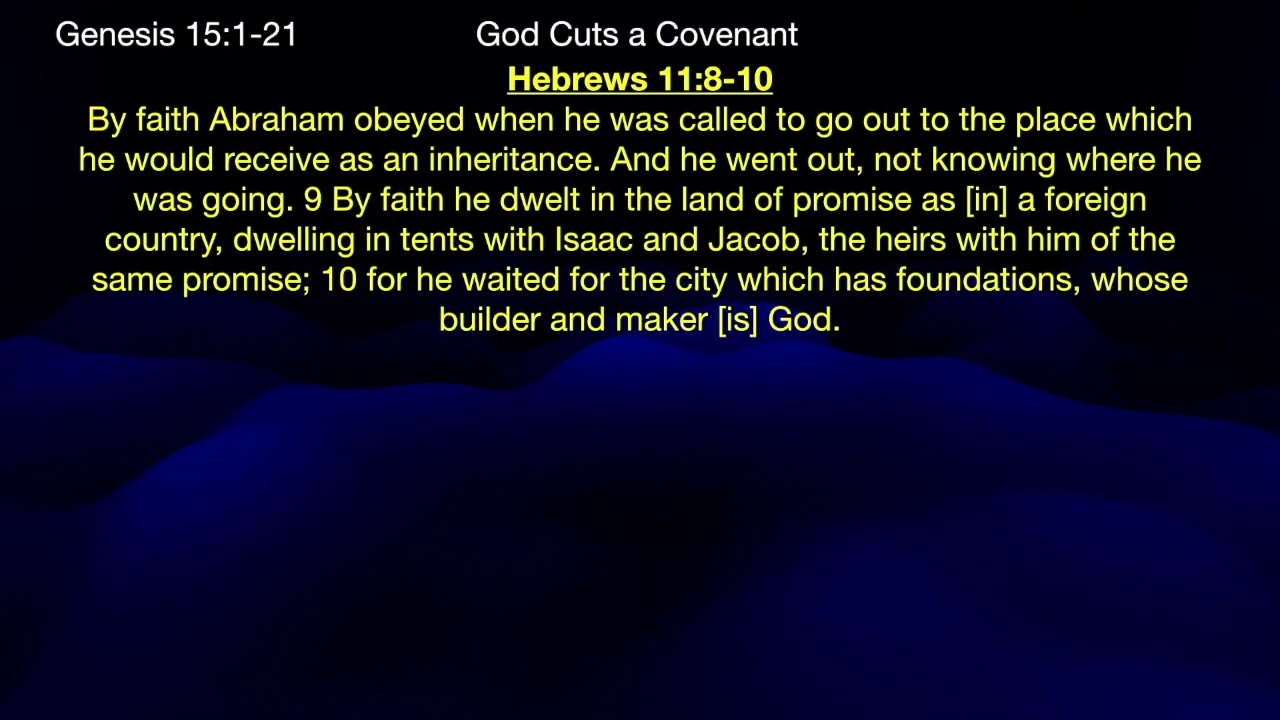 Genesis 15:1-21 God Cuts a Covenant
Hebrews 11:8-10
By faith Abraham obeyed when he was called to go out to the place which
he would receive as an inheritance. And he went out, not knowing where he
was going. 9 By faith he dwelt in the land of promise as [in] a foreign
country, dwelling in tents with Isaac and Jacob, the heirs with him of the
same promise; 10 for he waited for the city which has foundations, whose
builder and maker [is] God.